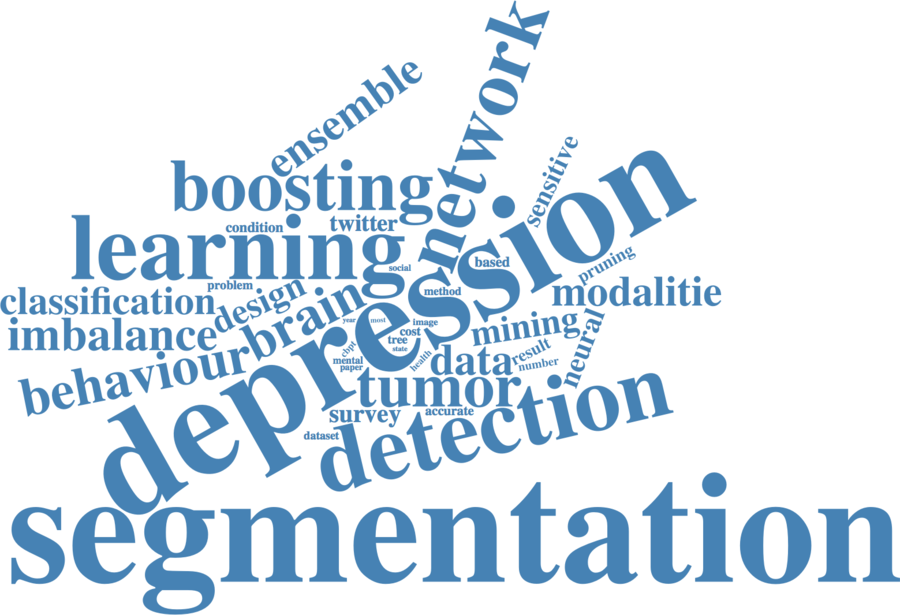 network
ensemble
boosting
sensitive
depression
condition
twitter
learning
social
based
pruning
problem
method
modalitie
classification
design
brain
imbalance
year
most
image
cost
mining
neural
behaviour
tree
state
chpt
health
data
result
number
mental
paper
tumor
survey
accurate
detection
dataset
segmentation